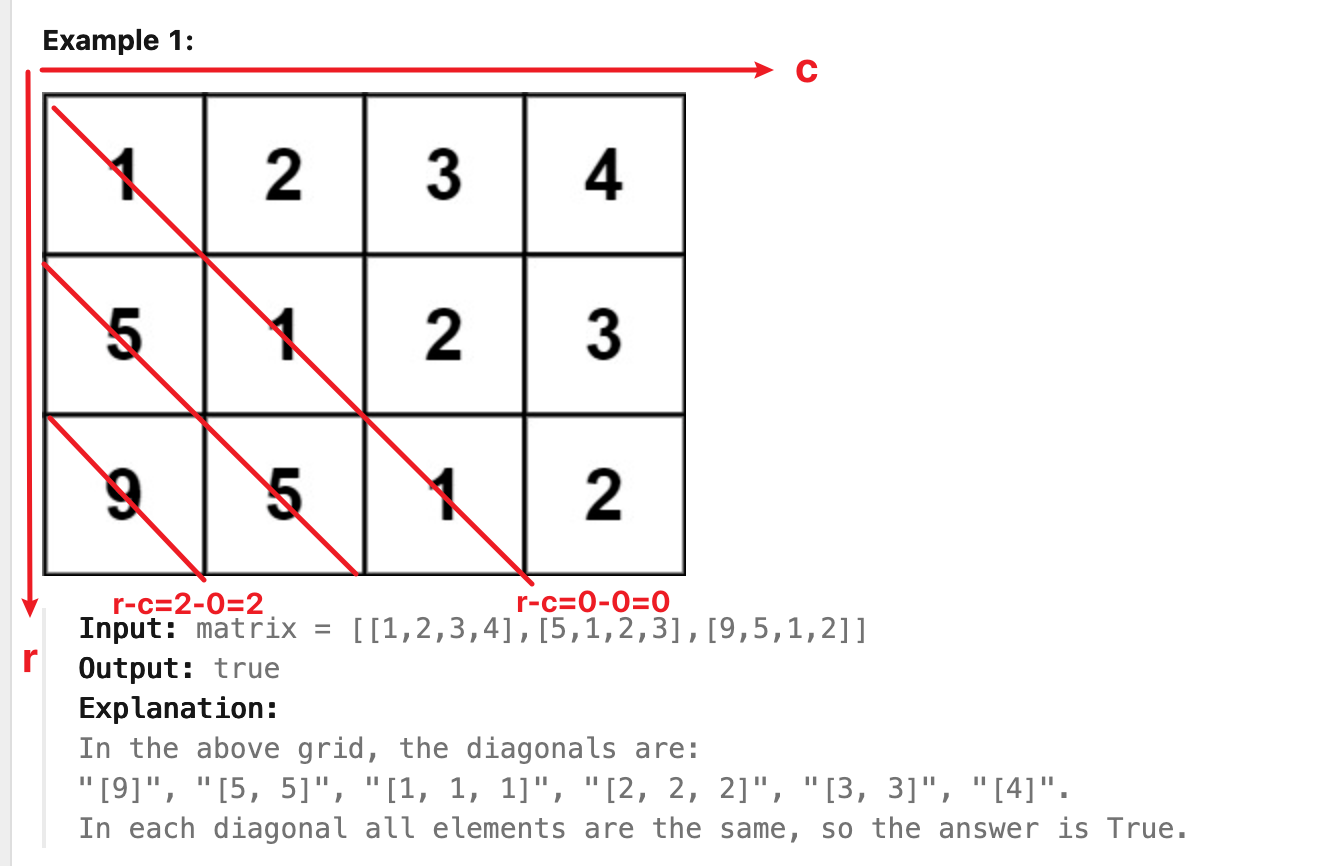 Example 1:
c
1 2 3 4
5 1 2 3
9 5 1 2
r-c=2-0=2 r-c=0-0=0
Input: matrix = [[1,2,3,4],[5,1,2,3],[9,5,1,2]]
r
Output: true
Explanation:
In the above grid, the diagonals are:
"[9]", "[5, 5]", "[1, 1, 1]", "[2, 2, 2]", "[3, 3]", "[4]".
In each diagonal all elements are the same, so the answer is True.